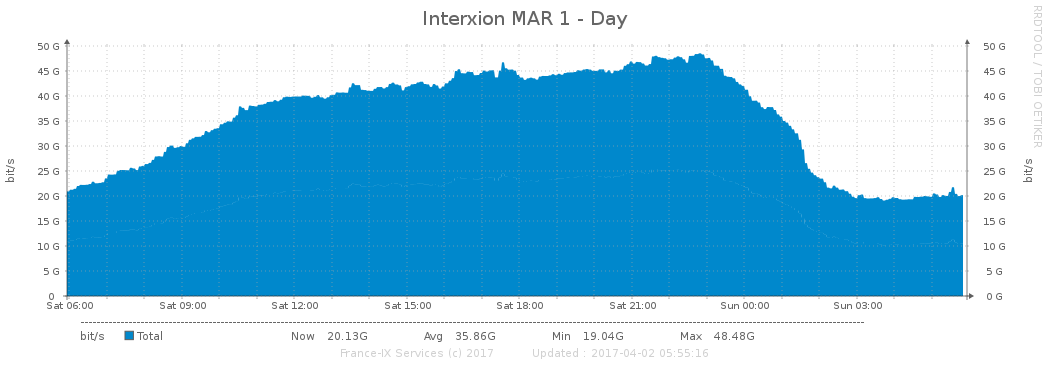 Interxion MAR 1 - Day
RRDTOOL / TOBI OETIKER
50 G 50 G
45 G 45 G
40 G 40 G
35 G 35 G
30 G 30 G
25 G 25 G
20 G 20 G
15 G 15 G
10 G 10 G
5 G 5 G
0 0 G
bit/s bit/s
Sat 06:00 Sat 09:00 Sat 12:00 Sat 15:00 Sat 18:00 Sat 21:00 Sun 00:00 Sun 03:00
bit/s Total Now 20.13G Avg 35.86G Min 19.04G Max 48.48G
France-IX Services (c) 2017 Updated : 2017-04-02 05:55:16